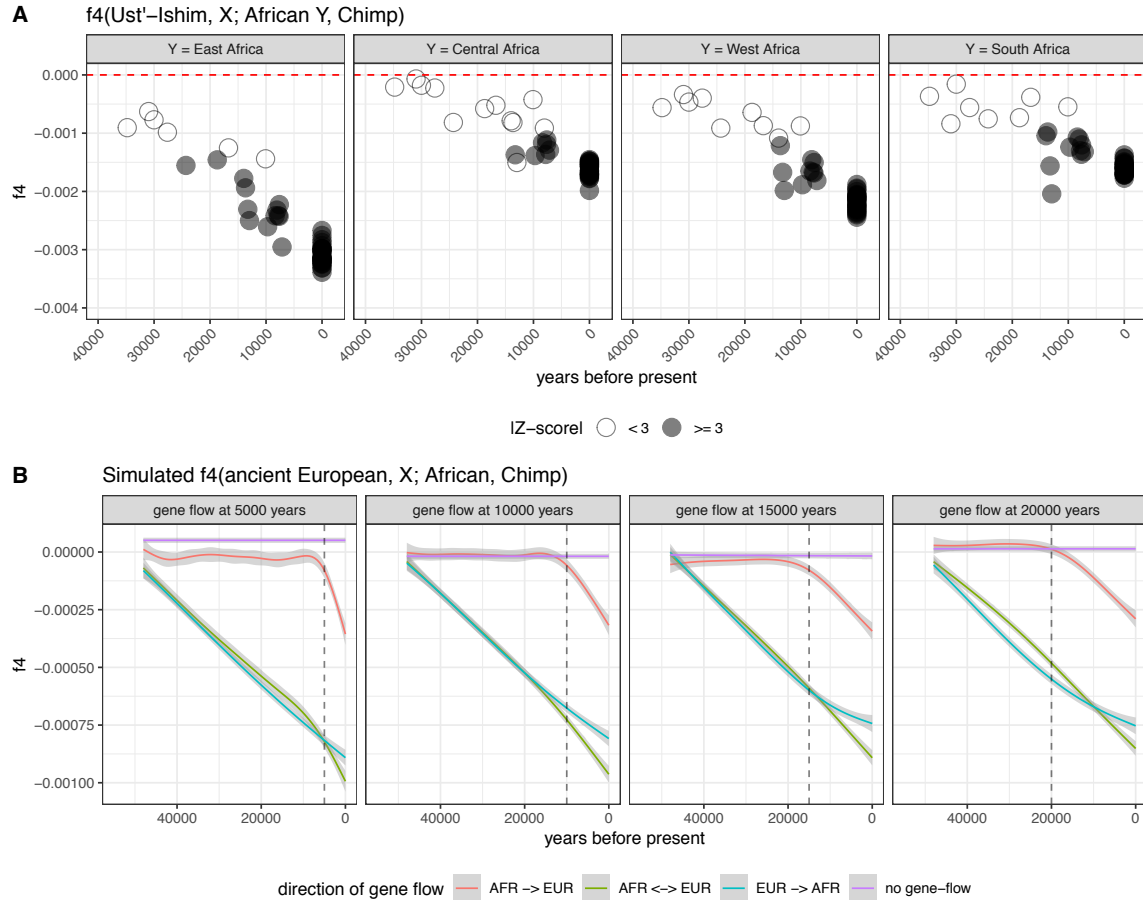 A
f4(Ust'-Ishim, X; African Y, Chimp)
Y = East Africa
Y = Central Africa
Y = West Africa
Y = South Africa
f4
0.000
−0.001
−0.002
−0.003
−0.004
40000 30000 20000 10000 0
40000 30000 20000 10000 0
40000 30000 20000 10000 0
40000 30000 20000 10000 0
years before present
|Z−score| < 3 >= 3
B
Simulated f4(ancient European, X; African, Chimp)
gene flow at 5000 years
gene flow at 10000 years
gene flow at 15000 years
gene flow at 20000 years
f4
0.00000
−0.00025
−0.00050
−0.00075
−0.00100
40000 20000 0
40000 20000 0
40000 20000 0
40000 20000 0
years before present
direction of gene flow AFR −> EUR AFR <−> EUR EUR −> AFR no gene−flow